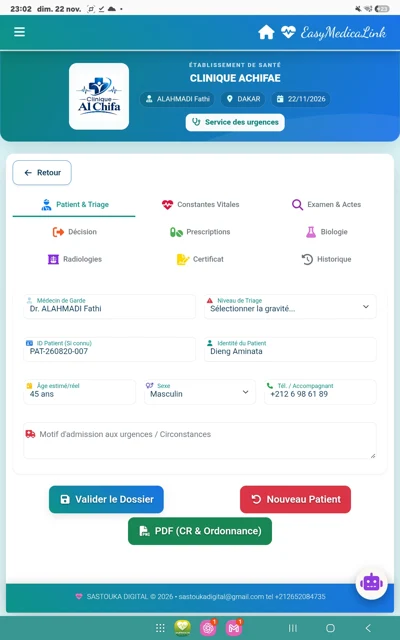 23:02 dim. 22 nov.
EasyMedicaLink
Clinique
Al Chifa
ÉTABLISSEMENT DE SANTÉ
CLINIQUE ACHIFAE
ALAHMADI Fathi
DAKAR
22/11/2026
Service des urgences
Retour
Patient & Triage
Constantes Vitales
Examen & Actes
Décision
Prescriptions
Biologie
Radiologies
Certificat
Historique
Médecin de Garde
Dr. ALAHMADI Fathi
Niveau de Triage
Sélectionner la gravité...
ID Patient (Si connu)
PAT-260820-007
Identité du Patient
Dieng Aminata
Âge estimé/réel
45 ans
Sexe
Masculin
Tél. / Accompagnant
+212 6 98 61 89
Motif d'admission aux urgences / Circonstances
Valider le Dossier
Nouveau Patient
PDF (CR & Ordonnance)
SASTOUKA DIGITAL © 2026 • sastoukadigital@gmail.com tel +212652084735